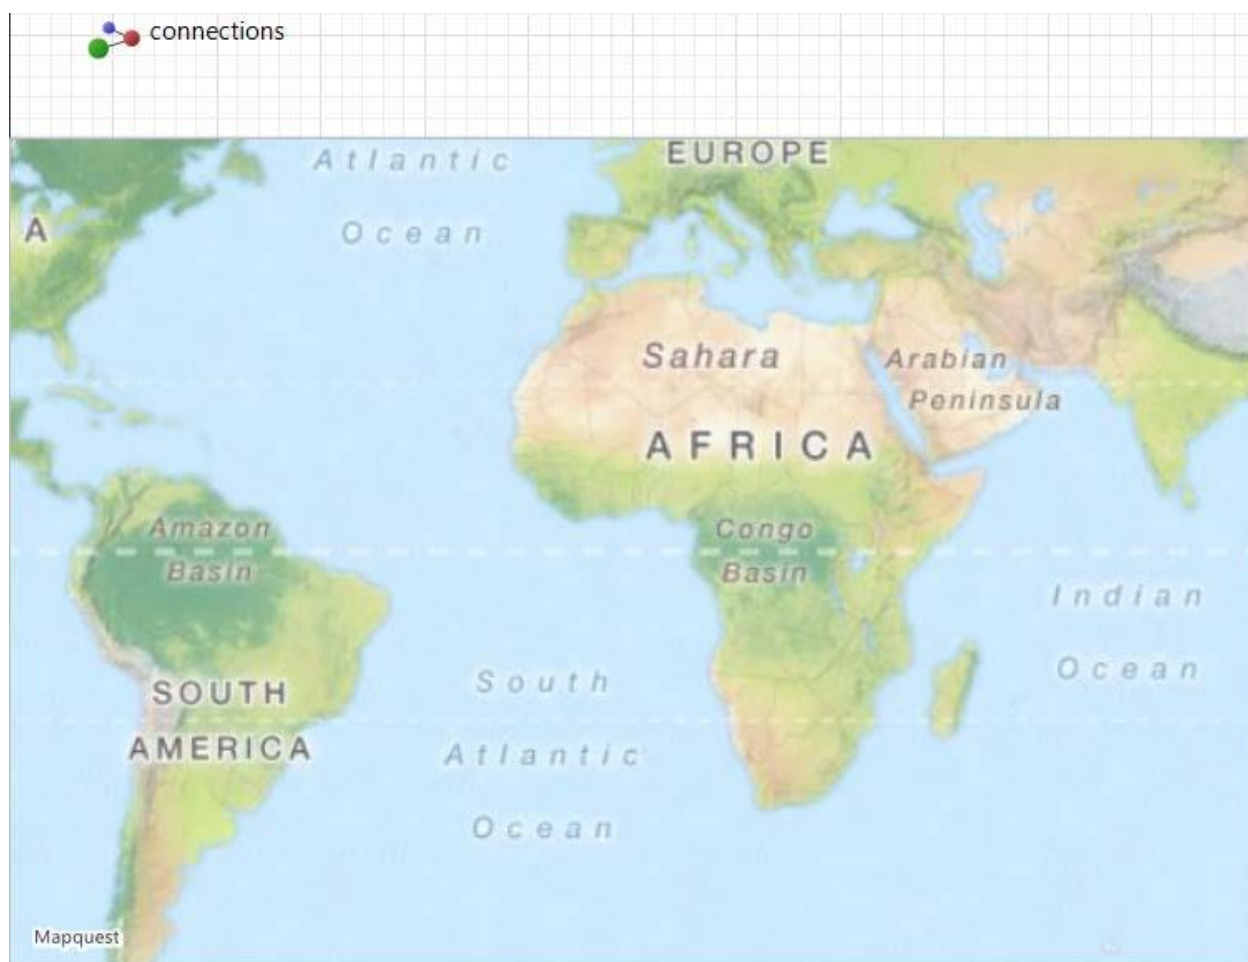 connections
Atlantic
Ocean
EUROPE
A
Sahara
Arabian
Peninsula
AFRICA
Amazon
Basin
Congo
Basin
Indian
Ocean
SOUTH
AMERICA
South
Atlantic
Ocean
Mapquest